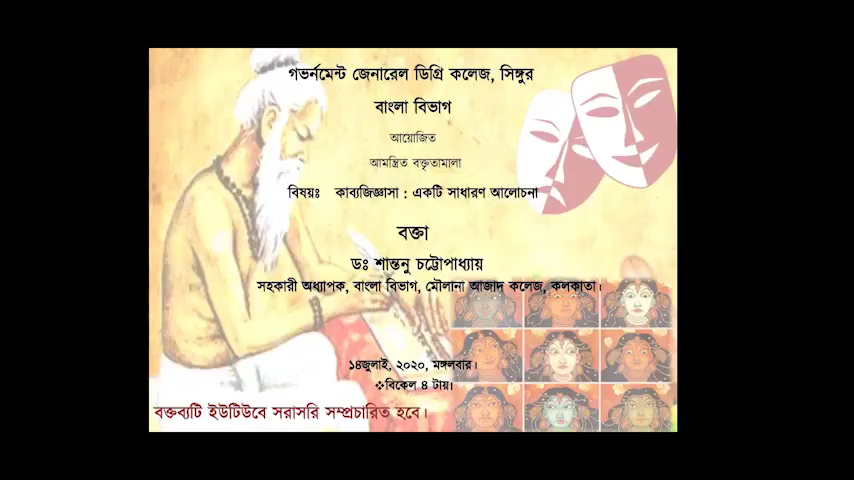 গভর্নমেন্ট জেনারেল ডিগ্রি কলেজ, সিঙ্গুর
বাংলা বিভাগ
আয়োজিত
আমন্ত্রিত বক্তৃতামালা
বিষয়ঃ কাব্যজিজ্ঞাসা : একটি সাধারণ আলোচনা
বক্তা
ডঃ শান্তনু চট্টোপাধ্যায়
সহকারী অধ্যাপক, বাংলা বিভাগ, মৌলানা আজাদ কলেজ, কলকাতা।
১৪জুলাই, ২০২০, মঙ্গলবার।
❖বিকেল ৪ টায়।
বক্তব্যটি ইউটিউবে সরাসরি সম্প্রচারিত হবে।